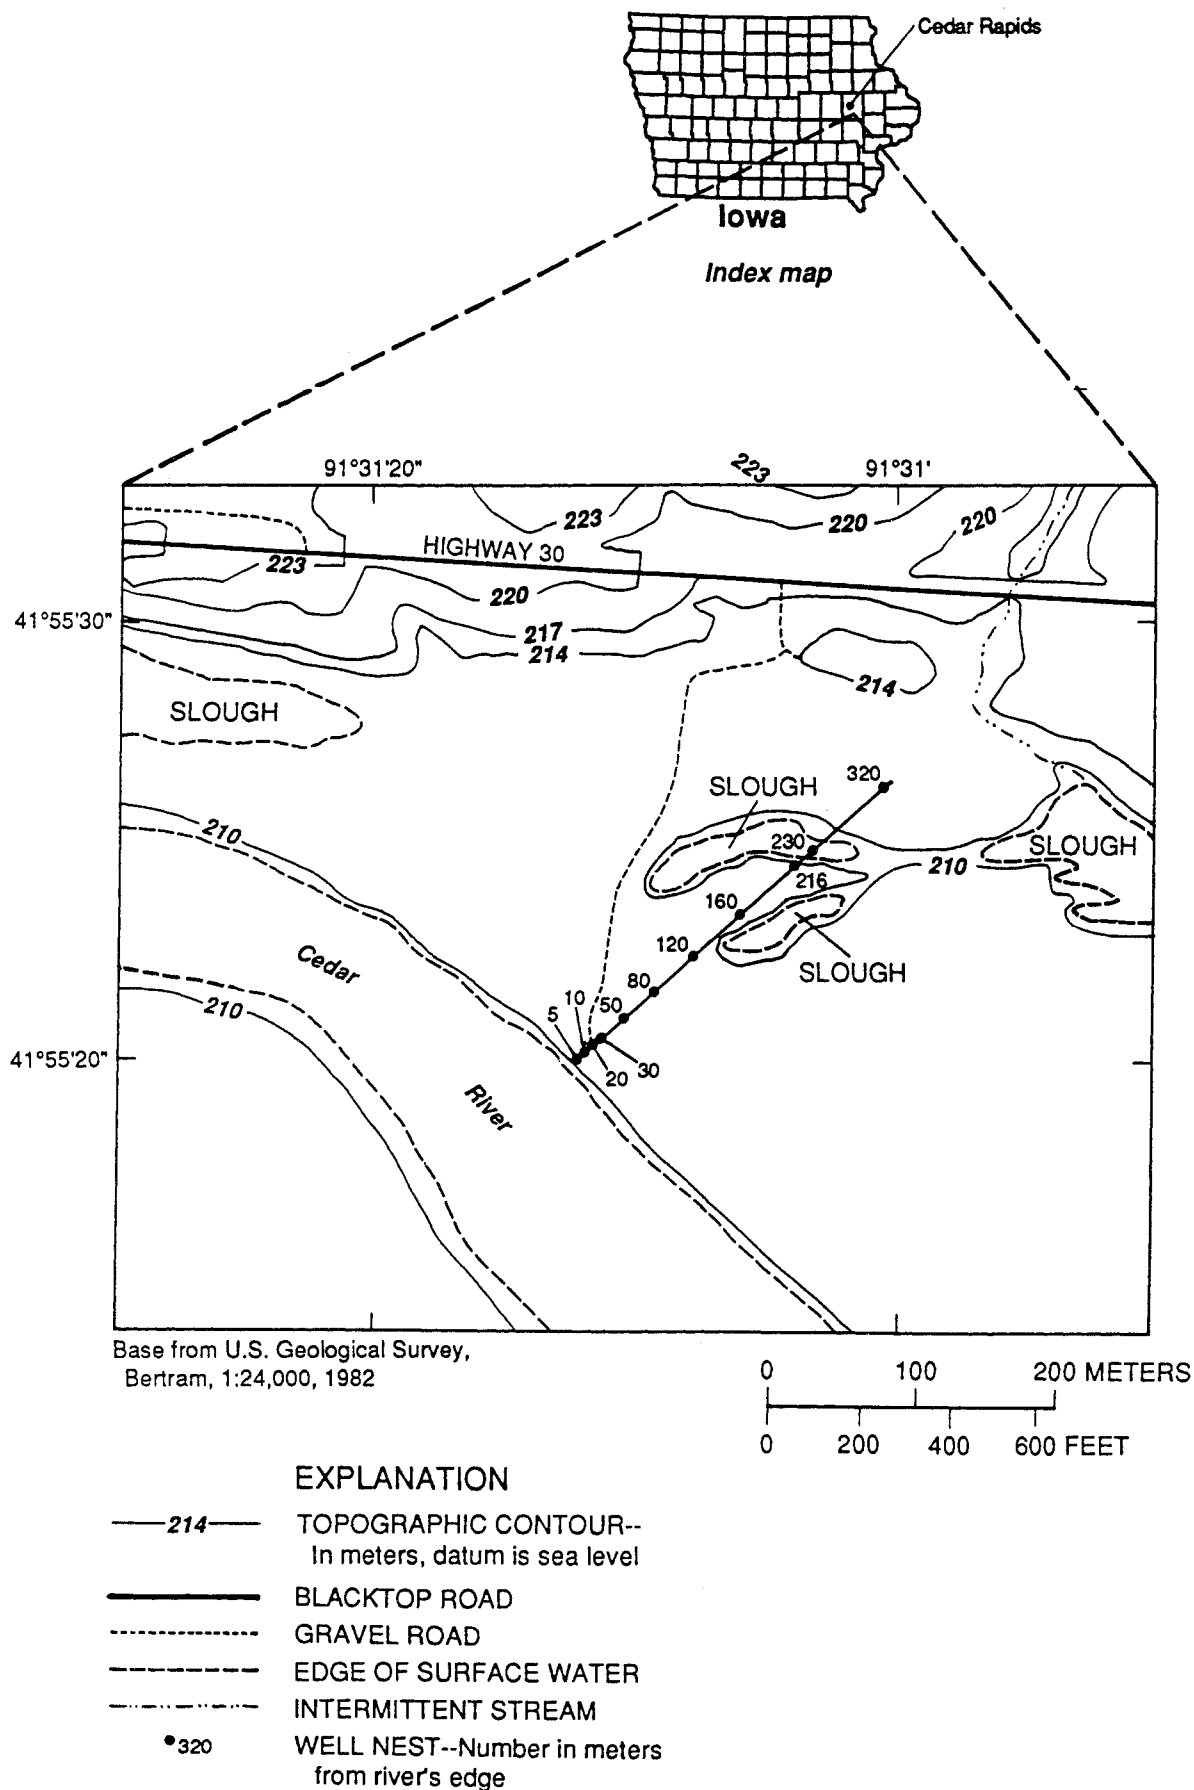 Cedar Rapids
Iowa
Index map
91°31'20"
223
91°31'
223
220
220
HIGHWAY 30
223
220
41°55'30"
217
214
214
SLOUGH
320
SLOUGH
210
230
SLOUGH
210
216
160
120
Cedar
SLOUGH
80
210
10
50
5
41°55'20"
30
20
River
Base from U.S. Geological Survey,
Bertram, 1:24,000, 1982
0 100 200 METERS
0 200 400 600 FEET
EXPLANATION
214 TOPOGRAPHIC CONTOUR--
In meters, datum is sea level
BLACKTOP ROAD
GRAVEL ROAD
EDGE OF SURFACE WATER
INTERMITTENT STREAM
320 WELL NEST--Number in meters
from river's edge